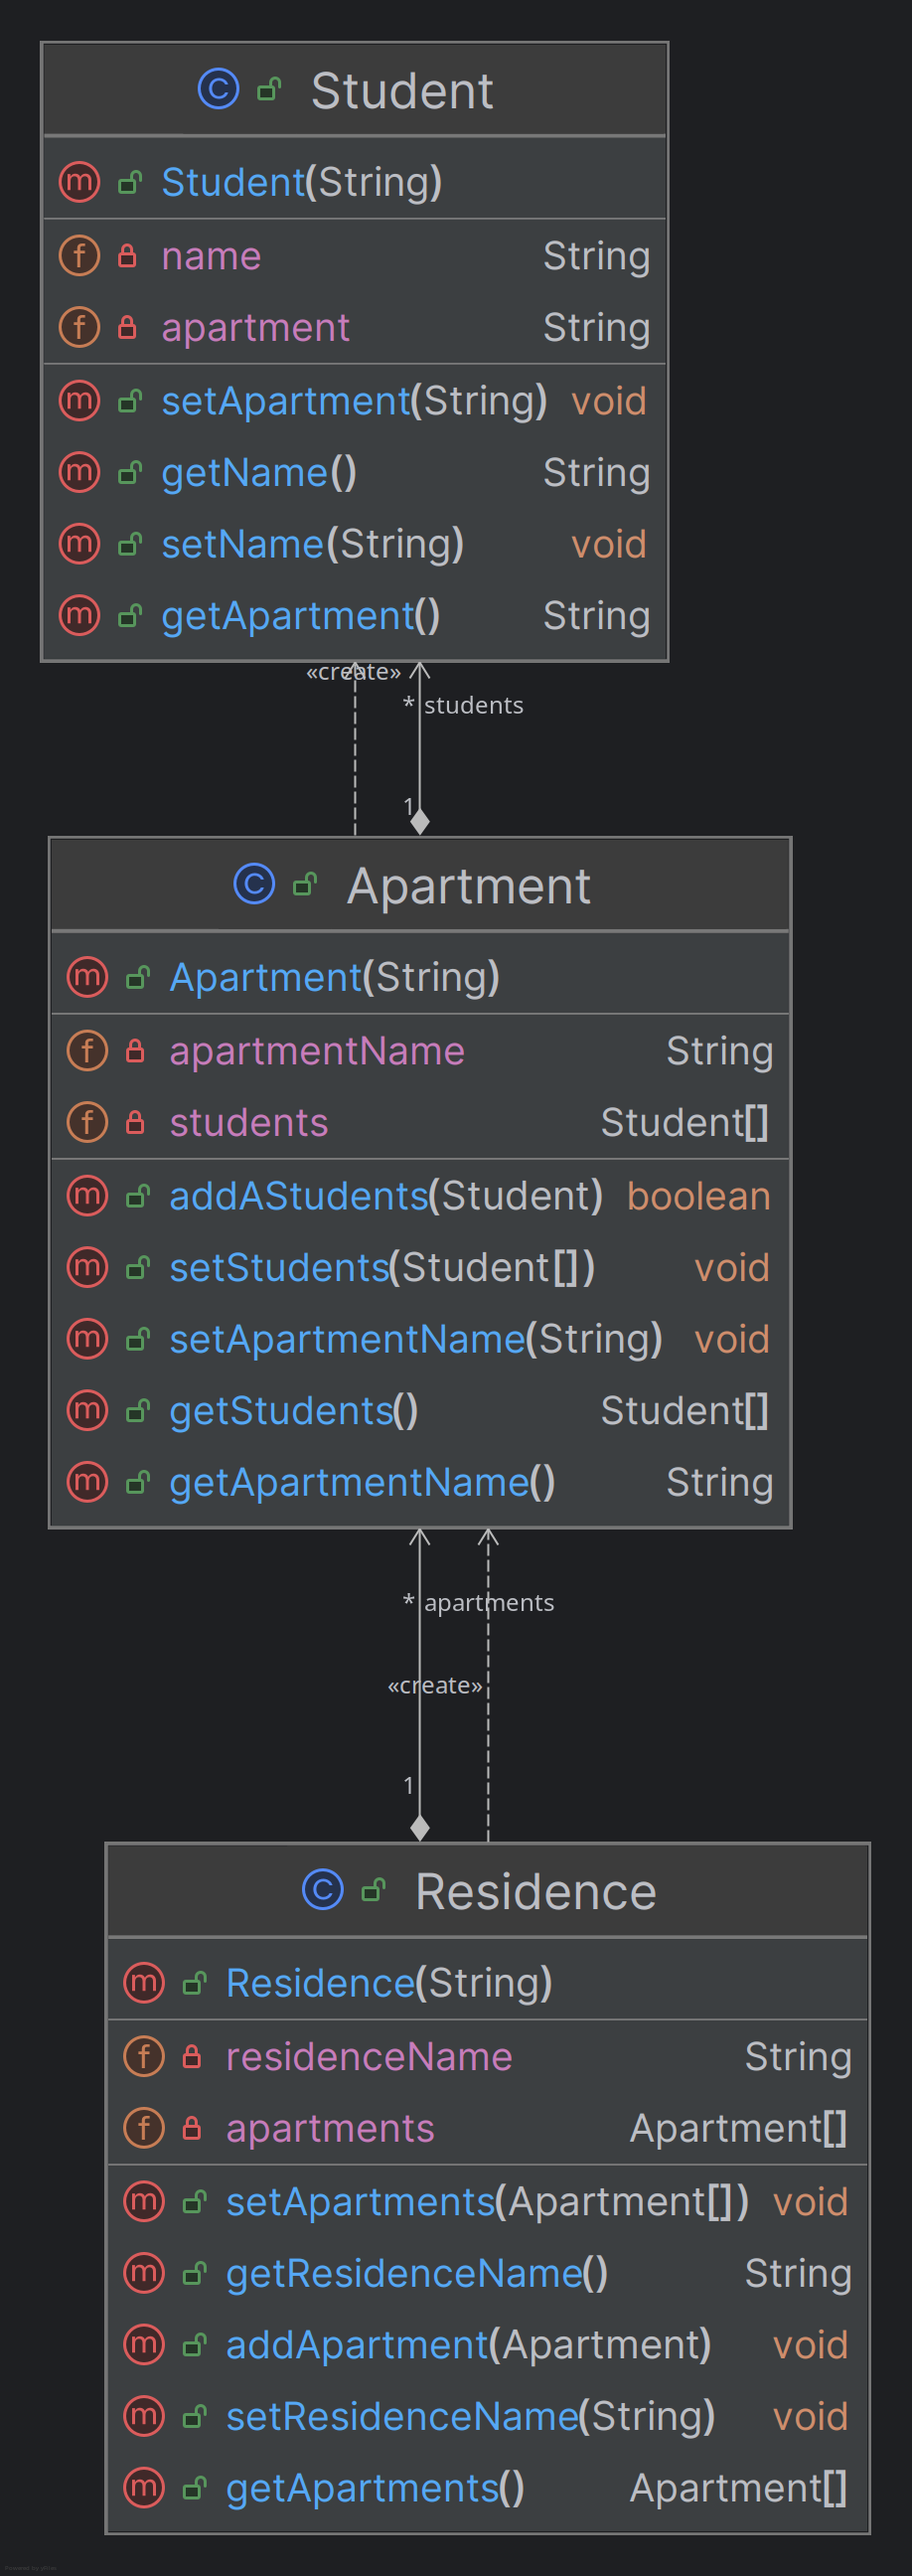 Student
Student(String)
name String
apartment String
setApartment(String) void
getName() String
setName(String) void
getApartment() String
«create»
* students
1
Apartment
Apartment(String)
apartmentName String
students Student[]
addAStudents(Student) boolean
setStudents(Student[]) void
setApartmentName(String) void
getStudents() Student[]
getApartmentName() String
* apartments
«create»
1
Residence
Residence(String)
residenceName String
apartments Apartment[]
setApartments(Apartment[]) void
getResidenceName() String
addApartment(Apartment) void
setResidenceName(String) void
getApartments() Apartment[]
Powered by yFiles